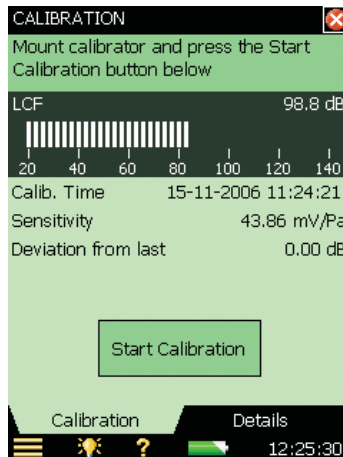 CALIBRATION
Mount calibrator and press the Start
Calibration button below
LCF 98.8 dB
20 40 60 80 100 120 140
Calib. Time 15-11-2006 11:24:21
Sensitivity 43.86 mV/Pa
Deviation from last 0.00 dB
Start Calibration
Calibration Details
? 12:25:30